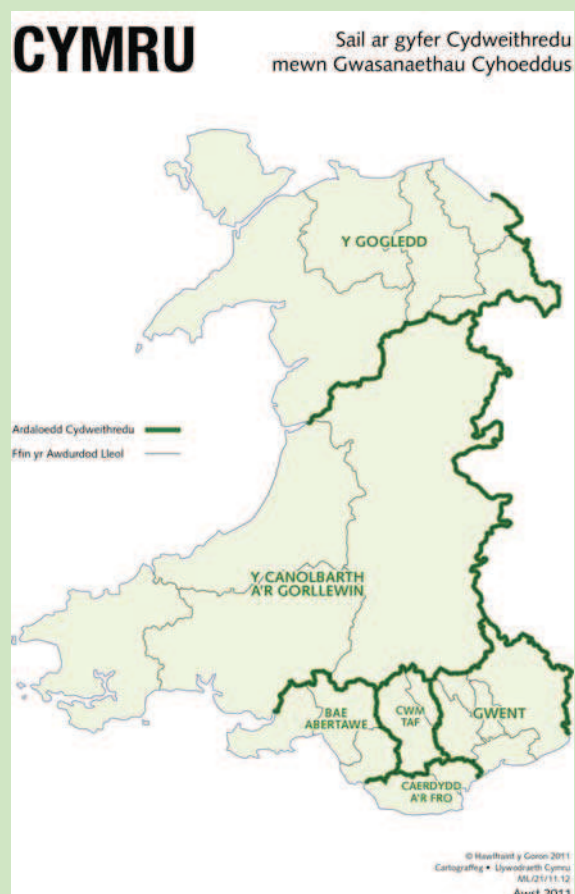 CYMRU
Sail ar gyfer Cydweithredu
mewn Gwasanaethau Cyhoeddus
Y GOGLEDD
Ardaloedd Cydweithredu
Ffin yr Awdurdod Lleol
Y CANOLBARTH
A'R GORLLEWIN
BAE
ABERTAWE
CWM
TAF
GWENT
CAERDYDD
A'R FRO
© Hawlfraint y Goron 2011
Cartograffeg • Llywodraeth Cymru
ML/21/11.12
Awst 2011